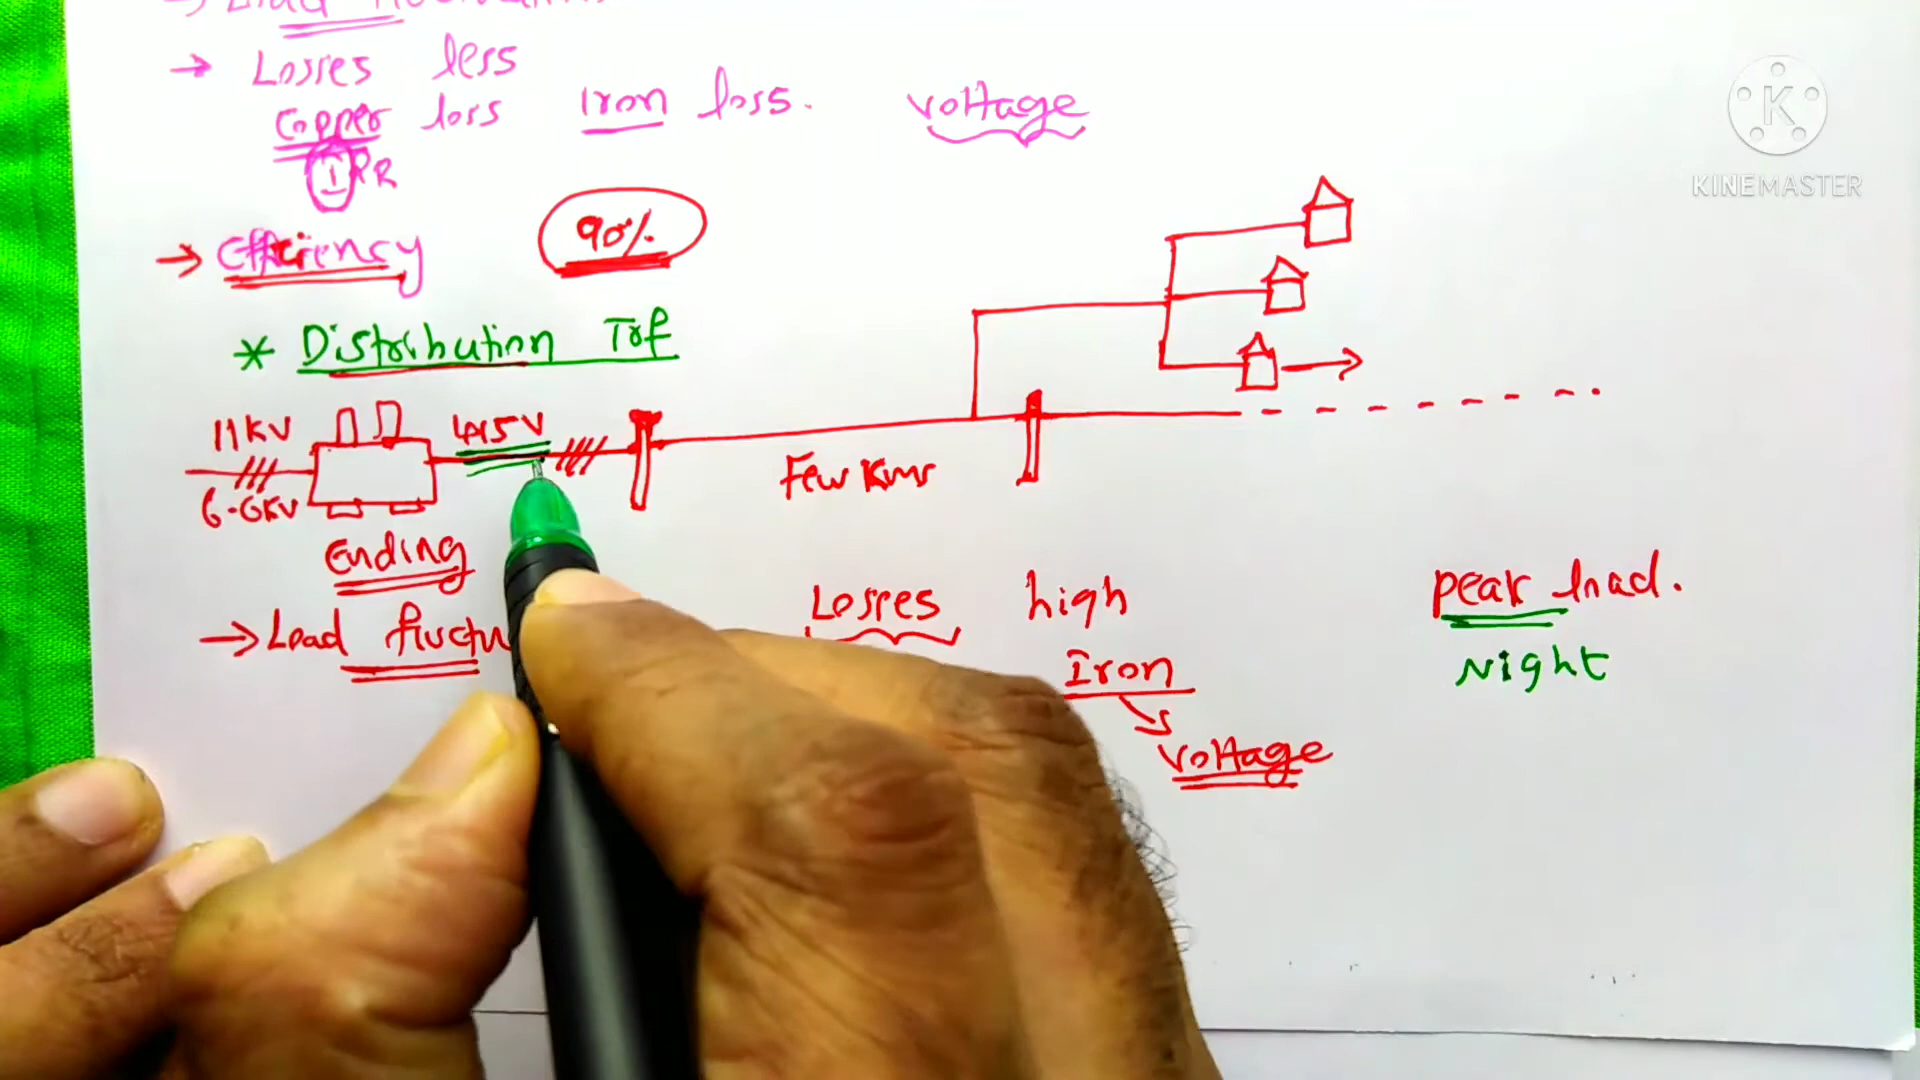 → Losses less
Copper loss Iron loss. Voltage
I²R
→ Efficiency 90%
* Distribution Trf
11KV 415V
6.6KV Few Kms
Ending
→ Load Losses high
Peak load.
Iron Night
Voltage
K
KINEMASTER